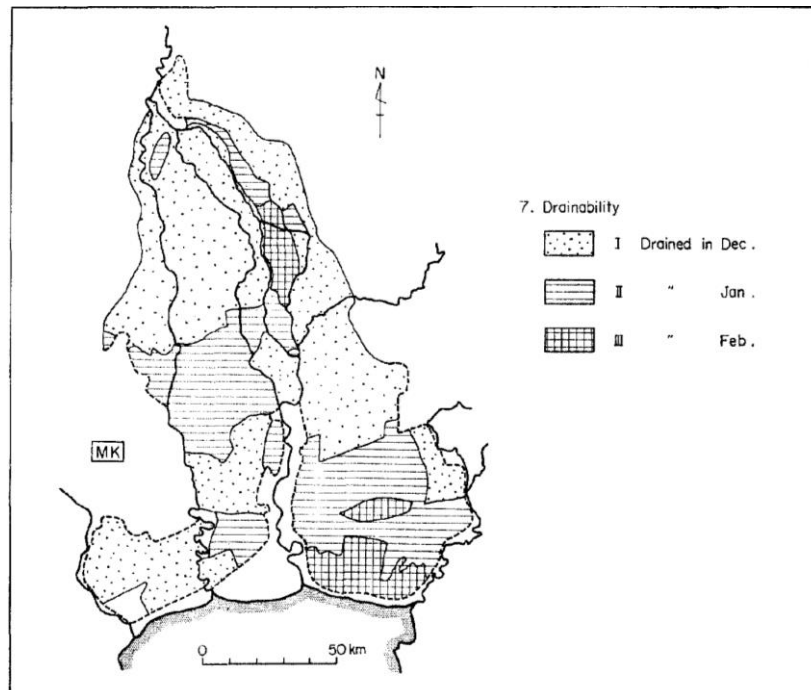 N
7. Drainability
I Drained in Dec.
II " Jan.
III " Feb.
MK
0 50 km